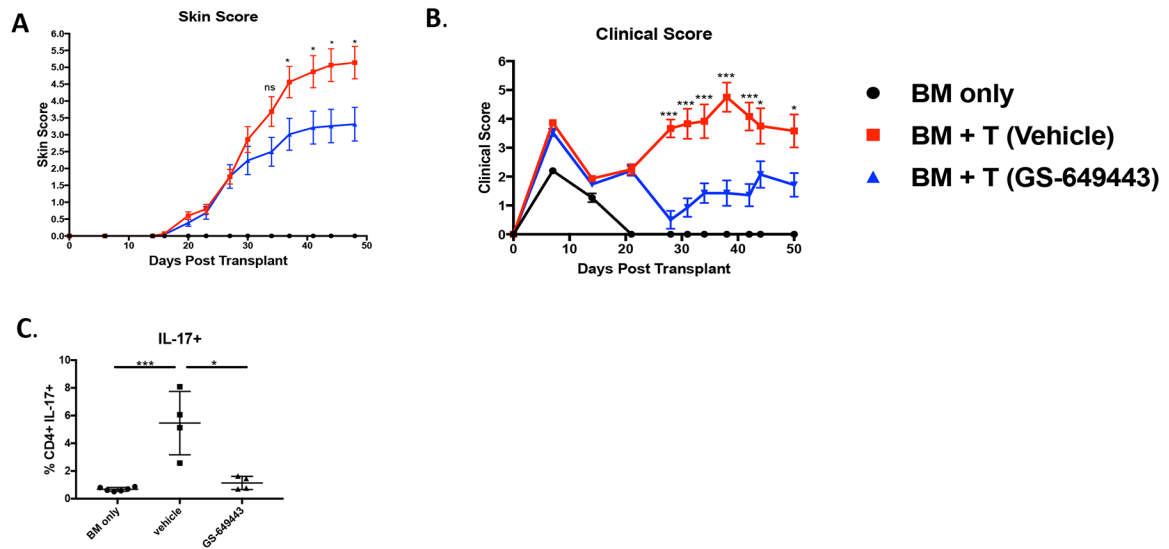 A
Skin Score
6.0
5.5
5.0
4.5
4.0
3.5
3.0
2.5
2.0
1.5
1.0
0.5
0.0
Skin Score
ns
*
*
*
*
0 10 20 30 40 50
Days Post Transplant
B.
Clinical Score
6
4
2
0
Clinical Score
***
***
***
***
***
*
*
0 10 20 30 40 50
Days Post Transplant
BM only
BM + T (Vehicle)
BM + T (GS-649443)
C.
IL-17+
10
8
6
4
2
0
% CD4+ IL-17+
*** *
BM only vehicle GS-649443